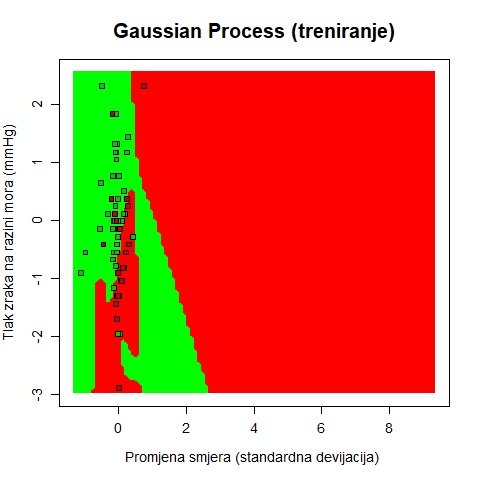 Gaussian Process (treniranje)
Tlak zraka na razini mora (mmHg)
2
1
0
-1
-2
-3
0 2 4 6 8
Promjena smjera (standardna devijacija)